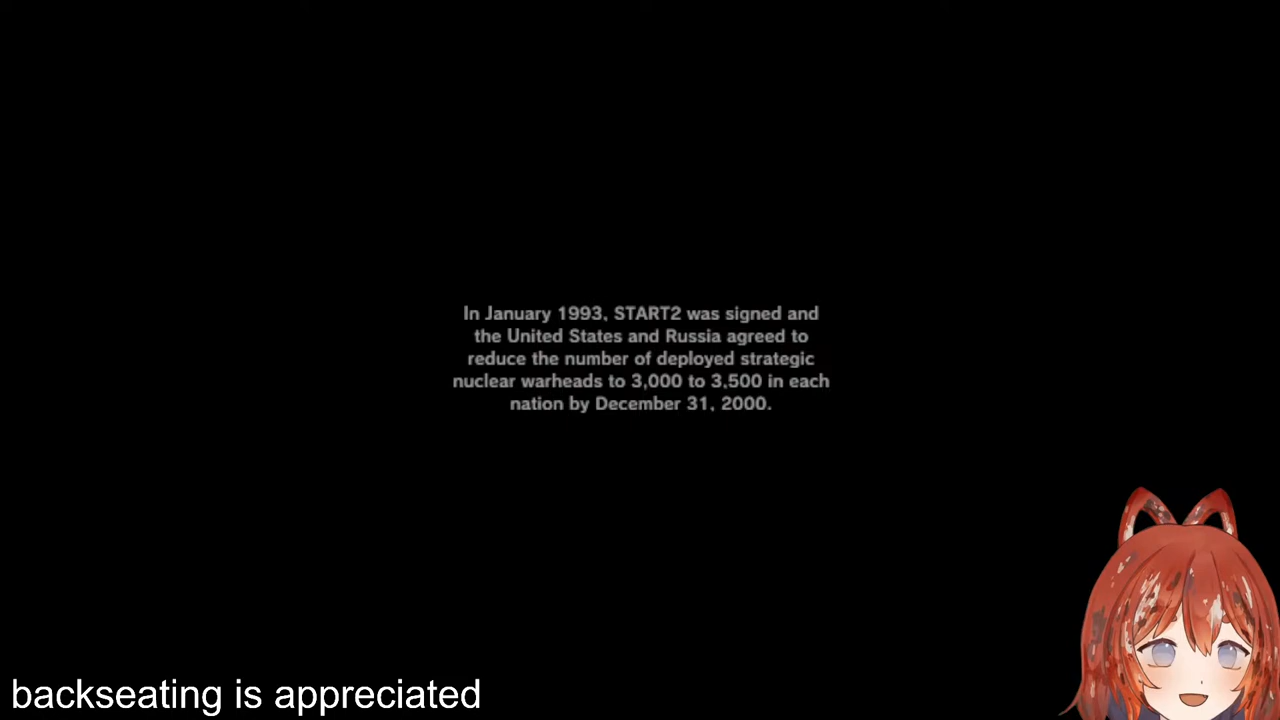 In January 1993, START2 was signed and
the United States and Russia agreed to
reduce the number of deployed strategic
nuclear warheads to 3,000 to 3,500 in each
nation by December 31, 2000.
backseating is appreciated